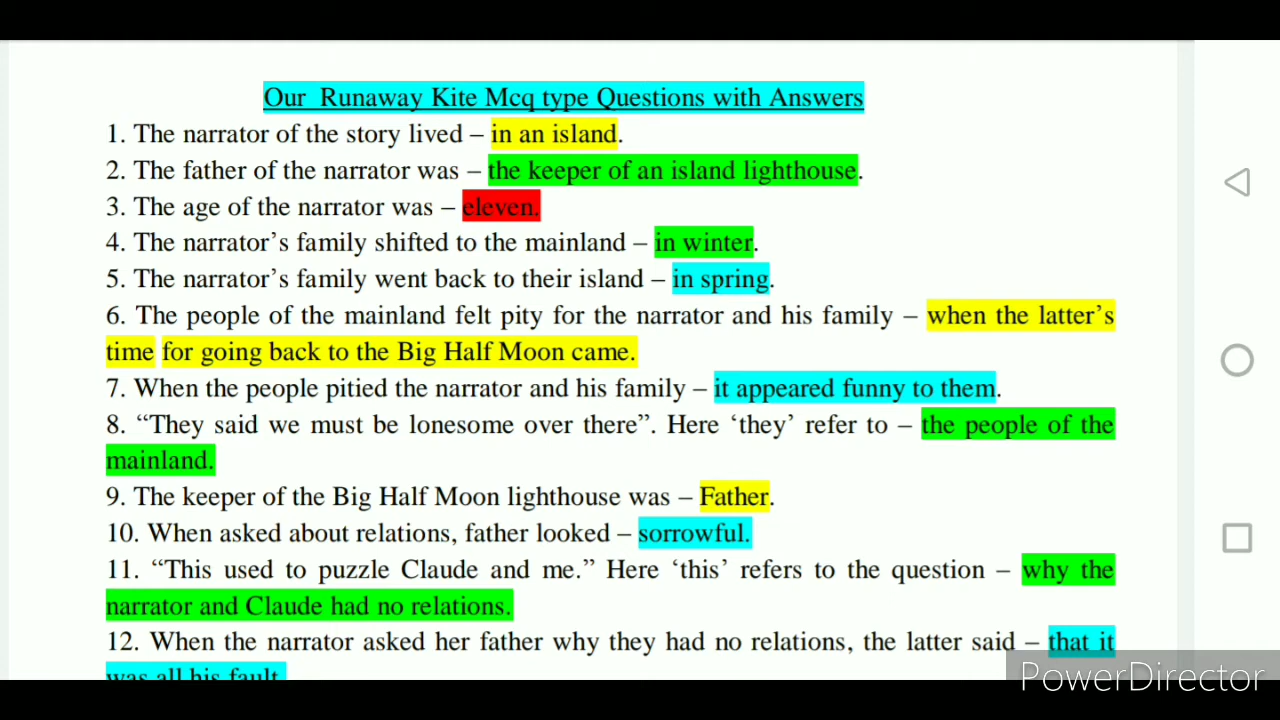 Our Runaway Kite Mcq type Questions with Answers
1. The narrator of the story lived – in an island.
2. The father of the narrator was – the keeper of an island lighthouse.
3. The age of the narrator was – eleven.
4. The narrator’s family shifted to the mainland – in winter.
5. The narrator’s family went back to their island – in spring.
6. The people of the mainland felt pity for the narrator and his family – when the latter’s
time for going back to the Big Half Moon came.
7. When the people pitied the narrator and his family – it appeared funny to them.
8. “They said we must be lonesome over there”. Here ‘they’ refer to – the people of the
mainland.
9. The keeper of the Big Half Moon lighthouse was – Father.
10. When asked about relations, father looked – sorrowful.
11. “This used to puzzle Claude and me.” Here ‘this’ refers to the question – why the
narrator and Claude had no relations.
12. When the narrator asked her father why they had no relations, the latter said – that it
was all his fault.
PowerDirector